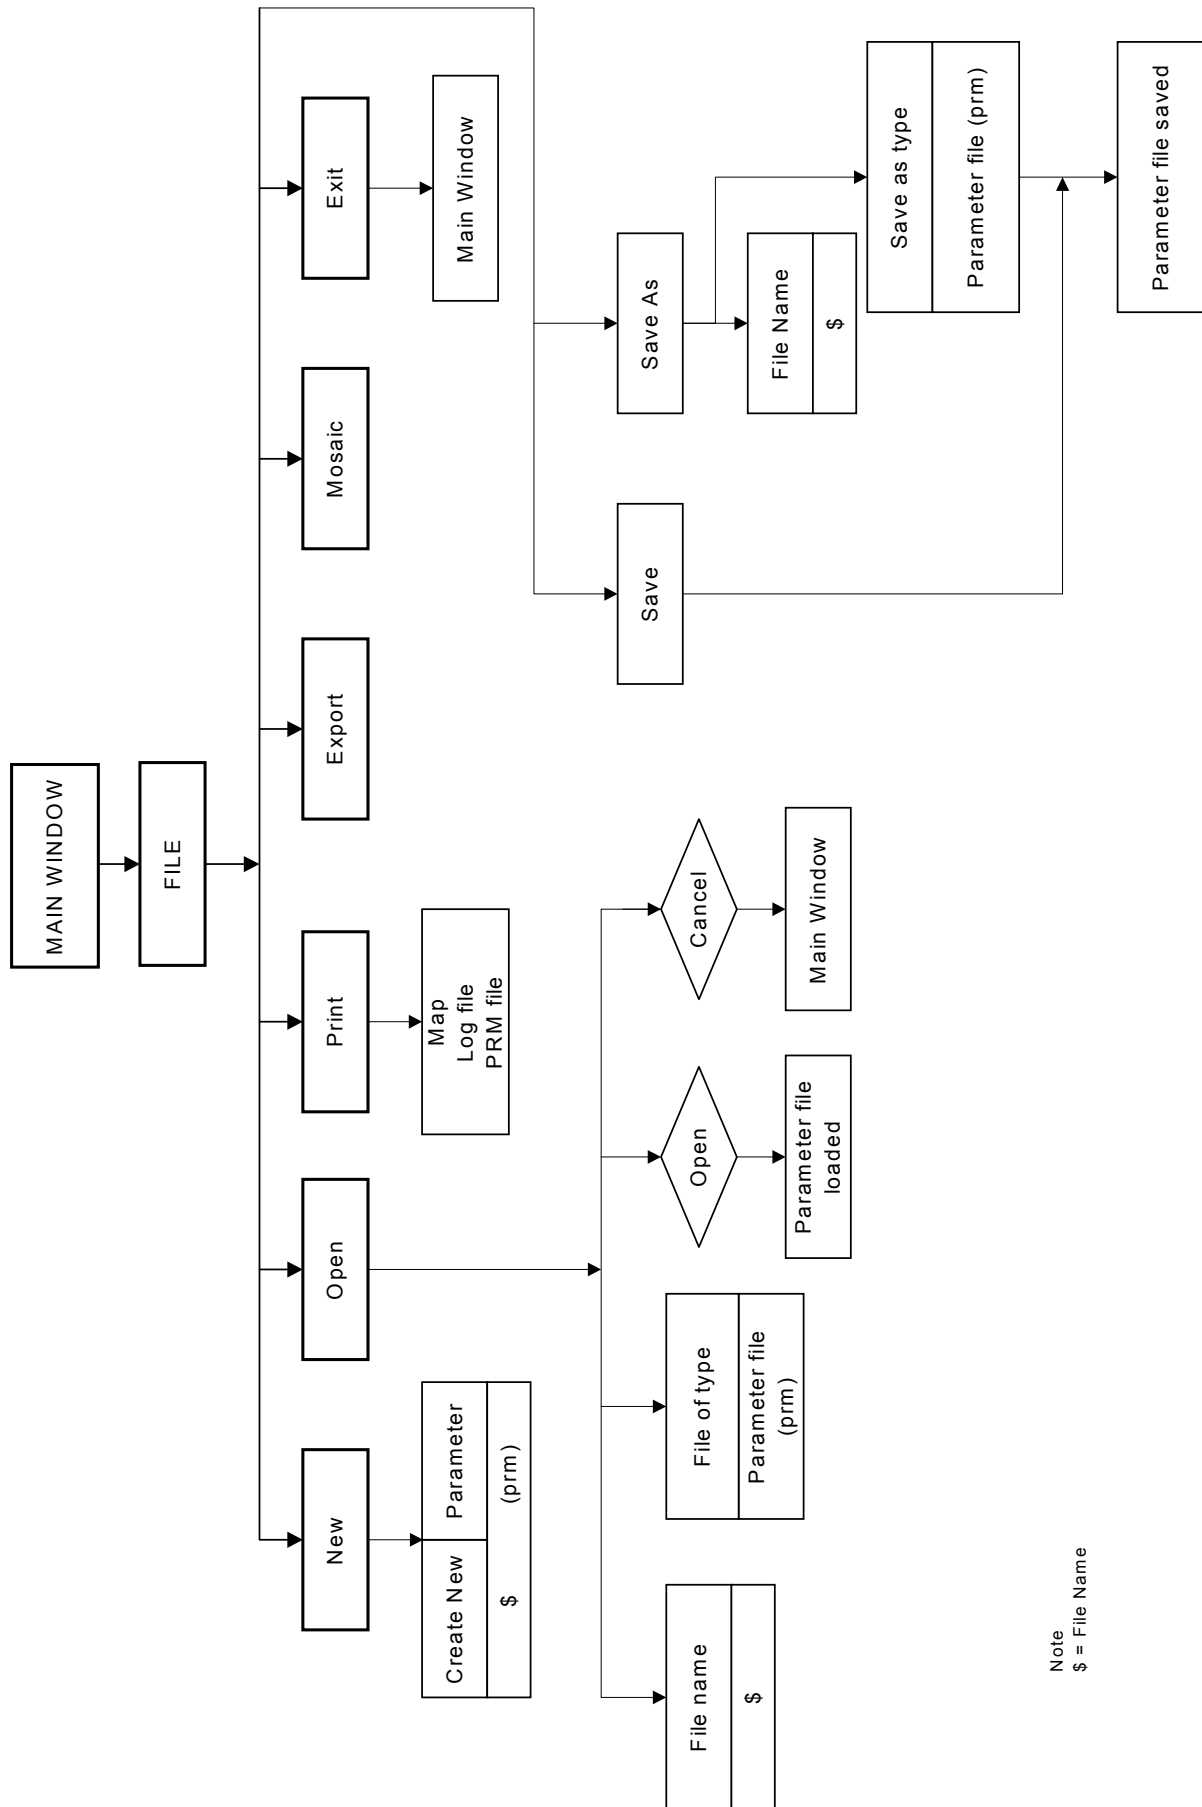 MAIN WINDOW
FILE
New
Open
Print
Export
Mosaic
Exit
Create New
Parameter
$
(prm)
Map
Log file
PRM file
Main Window
File name
$
File of type
Parameter file
(prm)
Open
Cancel
Parameter file
loaded
Main Window
Save
Save As
File Name
$
Save as type
Parameter file (prm)
Parameter file saved
Note
$ = File Name